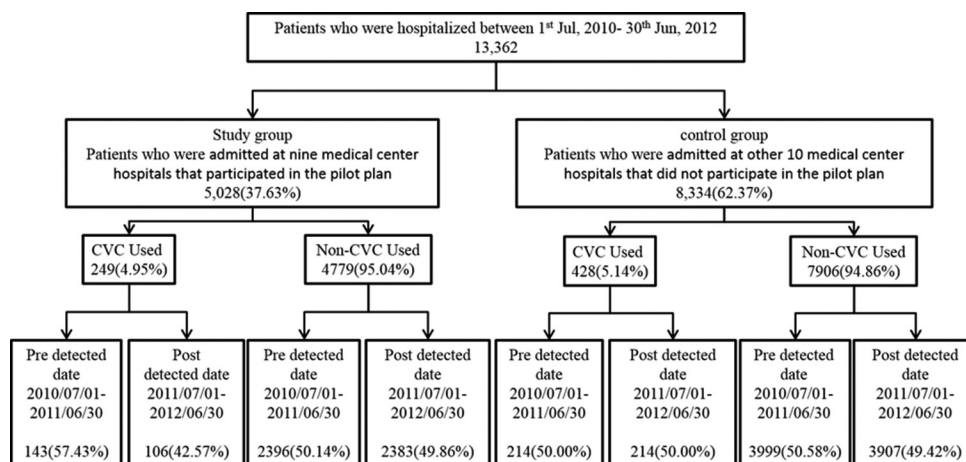 Patients who were hospitalized between 1st Jul, 2010- 30th Jun, 2012
13,362
Study group
Patients who were admitted at nine medical center
hospitals that participated in the pilot plan
5,028(37.63%)
control group
Patients who were admitted at other 10 medical center
hospitals that did not participate in the pilot plan
8,334(62.37%)
CVC Used
249(4.95%)
Non-CVC Used
4779(95.04%)
CVC Used
428(5.14%)
Non-CVC Used
7906(94.86%)
Pre detected
date
2010/07/01-
2011/06/30
143(57.43%)
Post
detected date
2011/07/01-
2012/06/30
106(42.57%)
Pre detected
date
2010/07/01-
2011/06/30
2396(50.14%)
Post detected
date
2011/07/01-
2012/06/30
2383(49.86%)
Pre detected
date
2010/07/01-
2011/06/30
214(50.00%)
Post detected
date
2011/07/01-
2012/06/30
214(50.00%)
Pre detected
date
2010/07/01-
2011/06/30
3999(50.58%)
Post detected
date
2011/07/01-
2012/06/30
3907(49.42%)